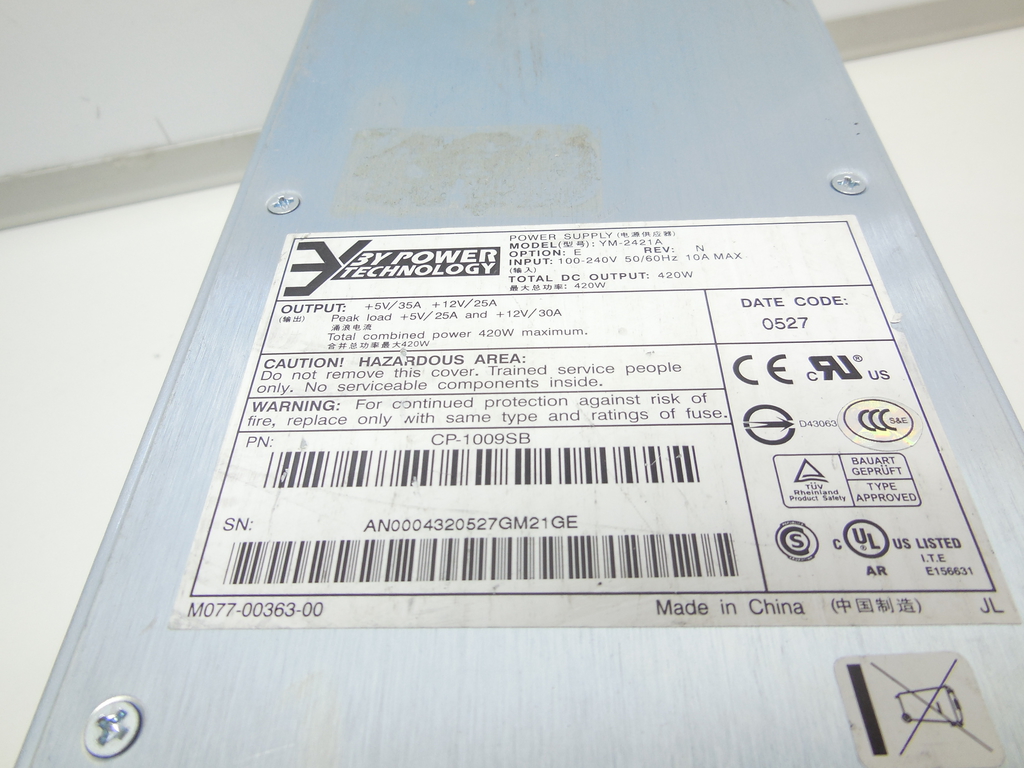 3Y POWER
TECHNOLOGY
POWER SUPPLY (电源供应器)
MODEL(型号): YM-2421A
OPTION: E REV: N
INPUT: 100-240V 50/60Hz 10A MAX
(输入)
TOTAL DC OUTPUT: 420W
最大总功率: 420W
OUTPUT: +5V/35A +12V/25A
(输出) Peak load +5V/25A and +12V/30A
涌浪电流
Total combined power 420W maximum.
合并总功率最大420W
DATE CODE:
0527
CAUTION! HAZARDOUS AREA:
Do not remove this cover. Trained service people
only. No serviceable components inside.
WARNING: For continued protection against risk of
fire, replace only with same type and ratings of fuse.
CE c RU ® US
D43063 CCC S&E
TÜV
Rheinland
Product Safety
BAUART
GEPRÜFT
TYPE
APPROVED
PN: CP-1009SB
SN: AN0004320527GM21GE
S c UL US LISTED
AR
I.T.E
E156631
M077-00363-00 Made in China (中国制造) JL